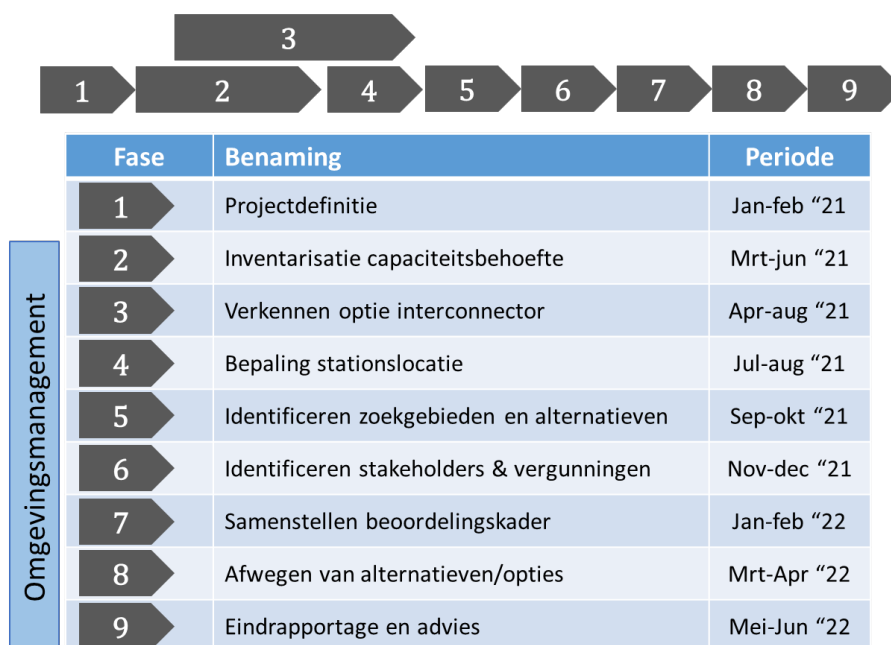 3
1 2 4 5 6 7 8 9
Fase Benaming Periode
1 Projectdefinitie Jan-feb “21
2 Inventarisatie capaciteitsbehoefte Mrt-jun “21
3 Verkennen optie interconnector Apr-aug “21
4 Bepaling stationslocatie Jul-aug “21
5 Identificeren zoekgebieden en alternatieven Sep-okt “21
6 Identificeren stakeholders & vergunningen Nov-dec “21
7 Samenstellen beoordelingskader Jan-feb “22
8 Afwegen van alternatieven/opties Mrt-Apr “22
9 Eindrapportage en advies Mei-Jun “22
Omgevingsmanagement